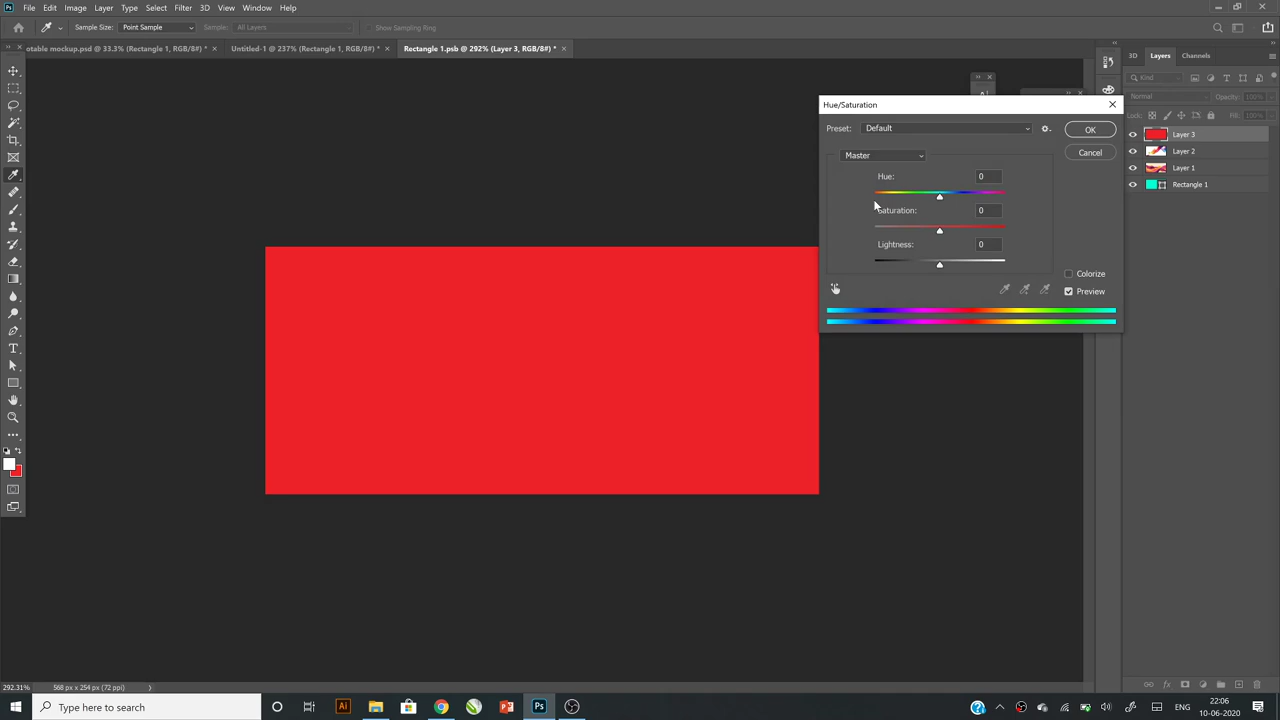 File Edit Image Layer Type Select Filter 3D View Window Help
Sample Size: Point Sample Sample: All Layers Show Sampling Ring
otable mockup.psd @ 33.3% (Rectangle 1, RGB/8#) * × Untitled-1 @ 237% (Rectangle 1, RGB/8#) * × Rectangle 1.psb @ 292% (Layer 3, RGB/8#) * ×
3D Layers Channels
Kind
Normal Opacity: 100%
Lock: Fill: 100%
Layer 3
Layer 2
Layer 1
Rectangle 1
Hue/Saturation
Preset: Default OK
Cancel
Master
Hue: 0
Saturation: 0
Lightness: 0
Colorize
Preview
292.31% 568 px x 254 px (72 ppi)
Type here to search
ENG 22:06
10-06-2020